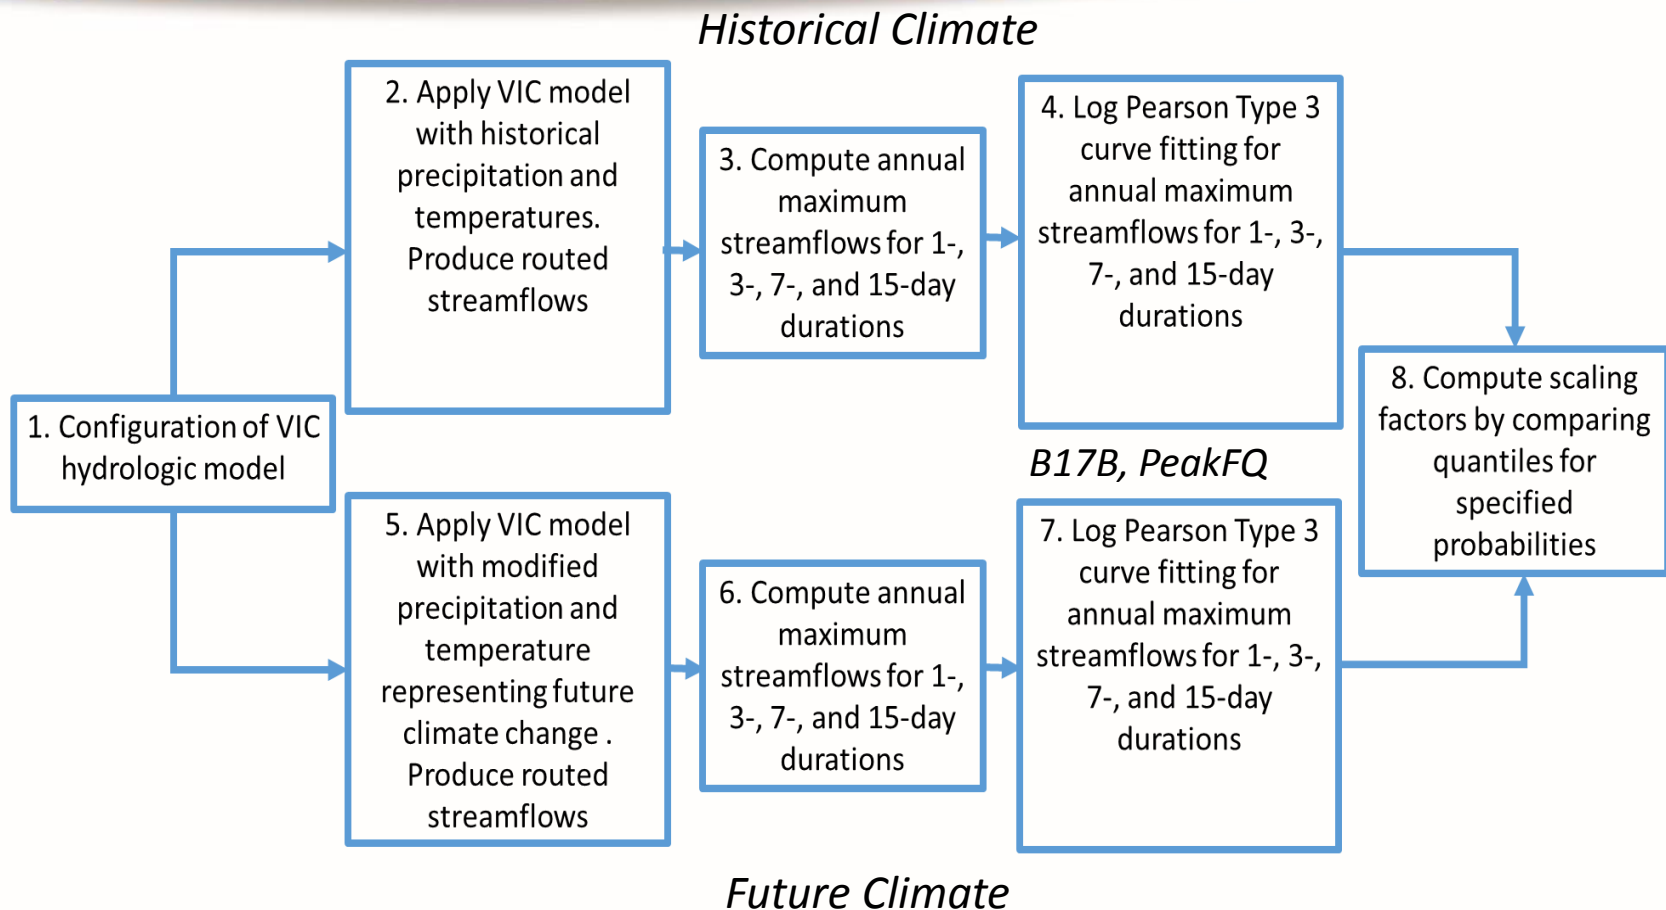 Historical Climate
1. Configuration of VIC
hydrologic model
2. Apply VIC model
with historical
precipitation and
temperatures.
Produce routed
streamflows
3. Compute annual
maximum
streamflows for 1-,
3-, 7-, and 15-day
durations
4. Log Pearson Type 3
curve fitting for
annual maximum
streamflows for 1-, 3-,
7-, and 15-day
durations
B17B, PeakFQ
5. Apply VIC model
with modified
precipitation and
temperature
representing future
climate change .
Produce routed
streamflows
6. Compute annual
maximum
streamflows for 1-,
3-, 7-, and 15-day
durations
7. Log Pearson Type 3
curve fitting for
annual maximum
streamflows for 1-, 3-,
7-, and 15-day
durations
8. Compute scaling
factors by comparing
quantiles for
specified
probabilities
Future Climate